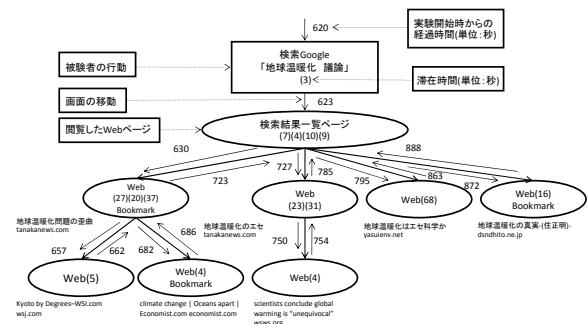 620
実験開始時からの
経過時間(単位:秒)
被験者の行動
検索Google
「地球温暖化 議論」
(3)
滞在時間(単位:秒)
画面の移動
623
閲覧したWebページ
検索結果一覧ページ
(7)(4)(10)(9)
630
723
727
785
795
863
872
888
Web
(27)(20)(37)
Bookmark
Web
(23)(31)
Web(68)
Web(16)
Bookmark
地球温暖化問題の歪曲
tanakanews.com
地球温暖化のエセ
tanakanews.com
地球温暖化はエセ科学か
yasuienv.net
地球温暖化の真実-(住正明)-
dsndhito.ne.jp
657
662
682
686
750
754
Web(5)
Web(4)
Bookmark
Web(4)
Kyoto by Degrees–WSI.com
wsj.com
climate change | Oceans apart |
Economist.com economist.com
scientists conclude global
warming is "unequivocal"
wsws.org